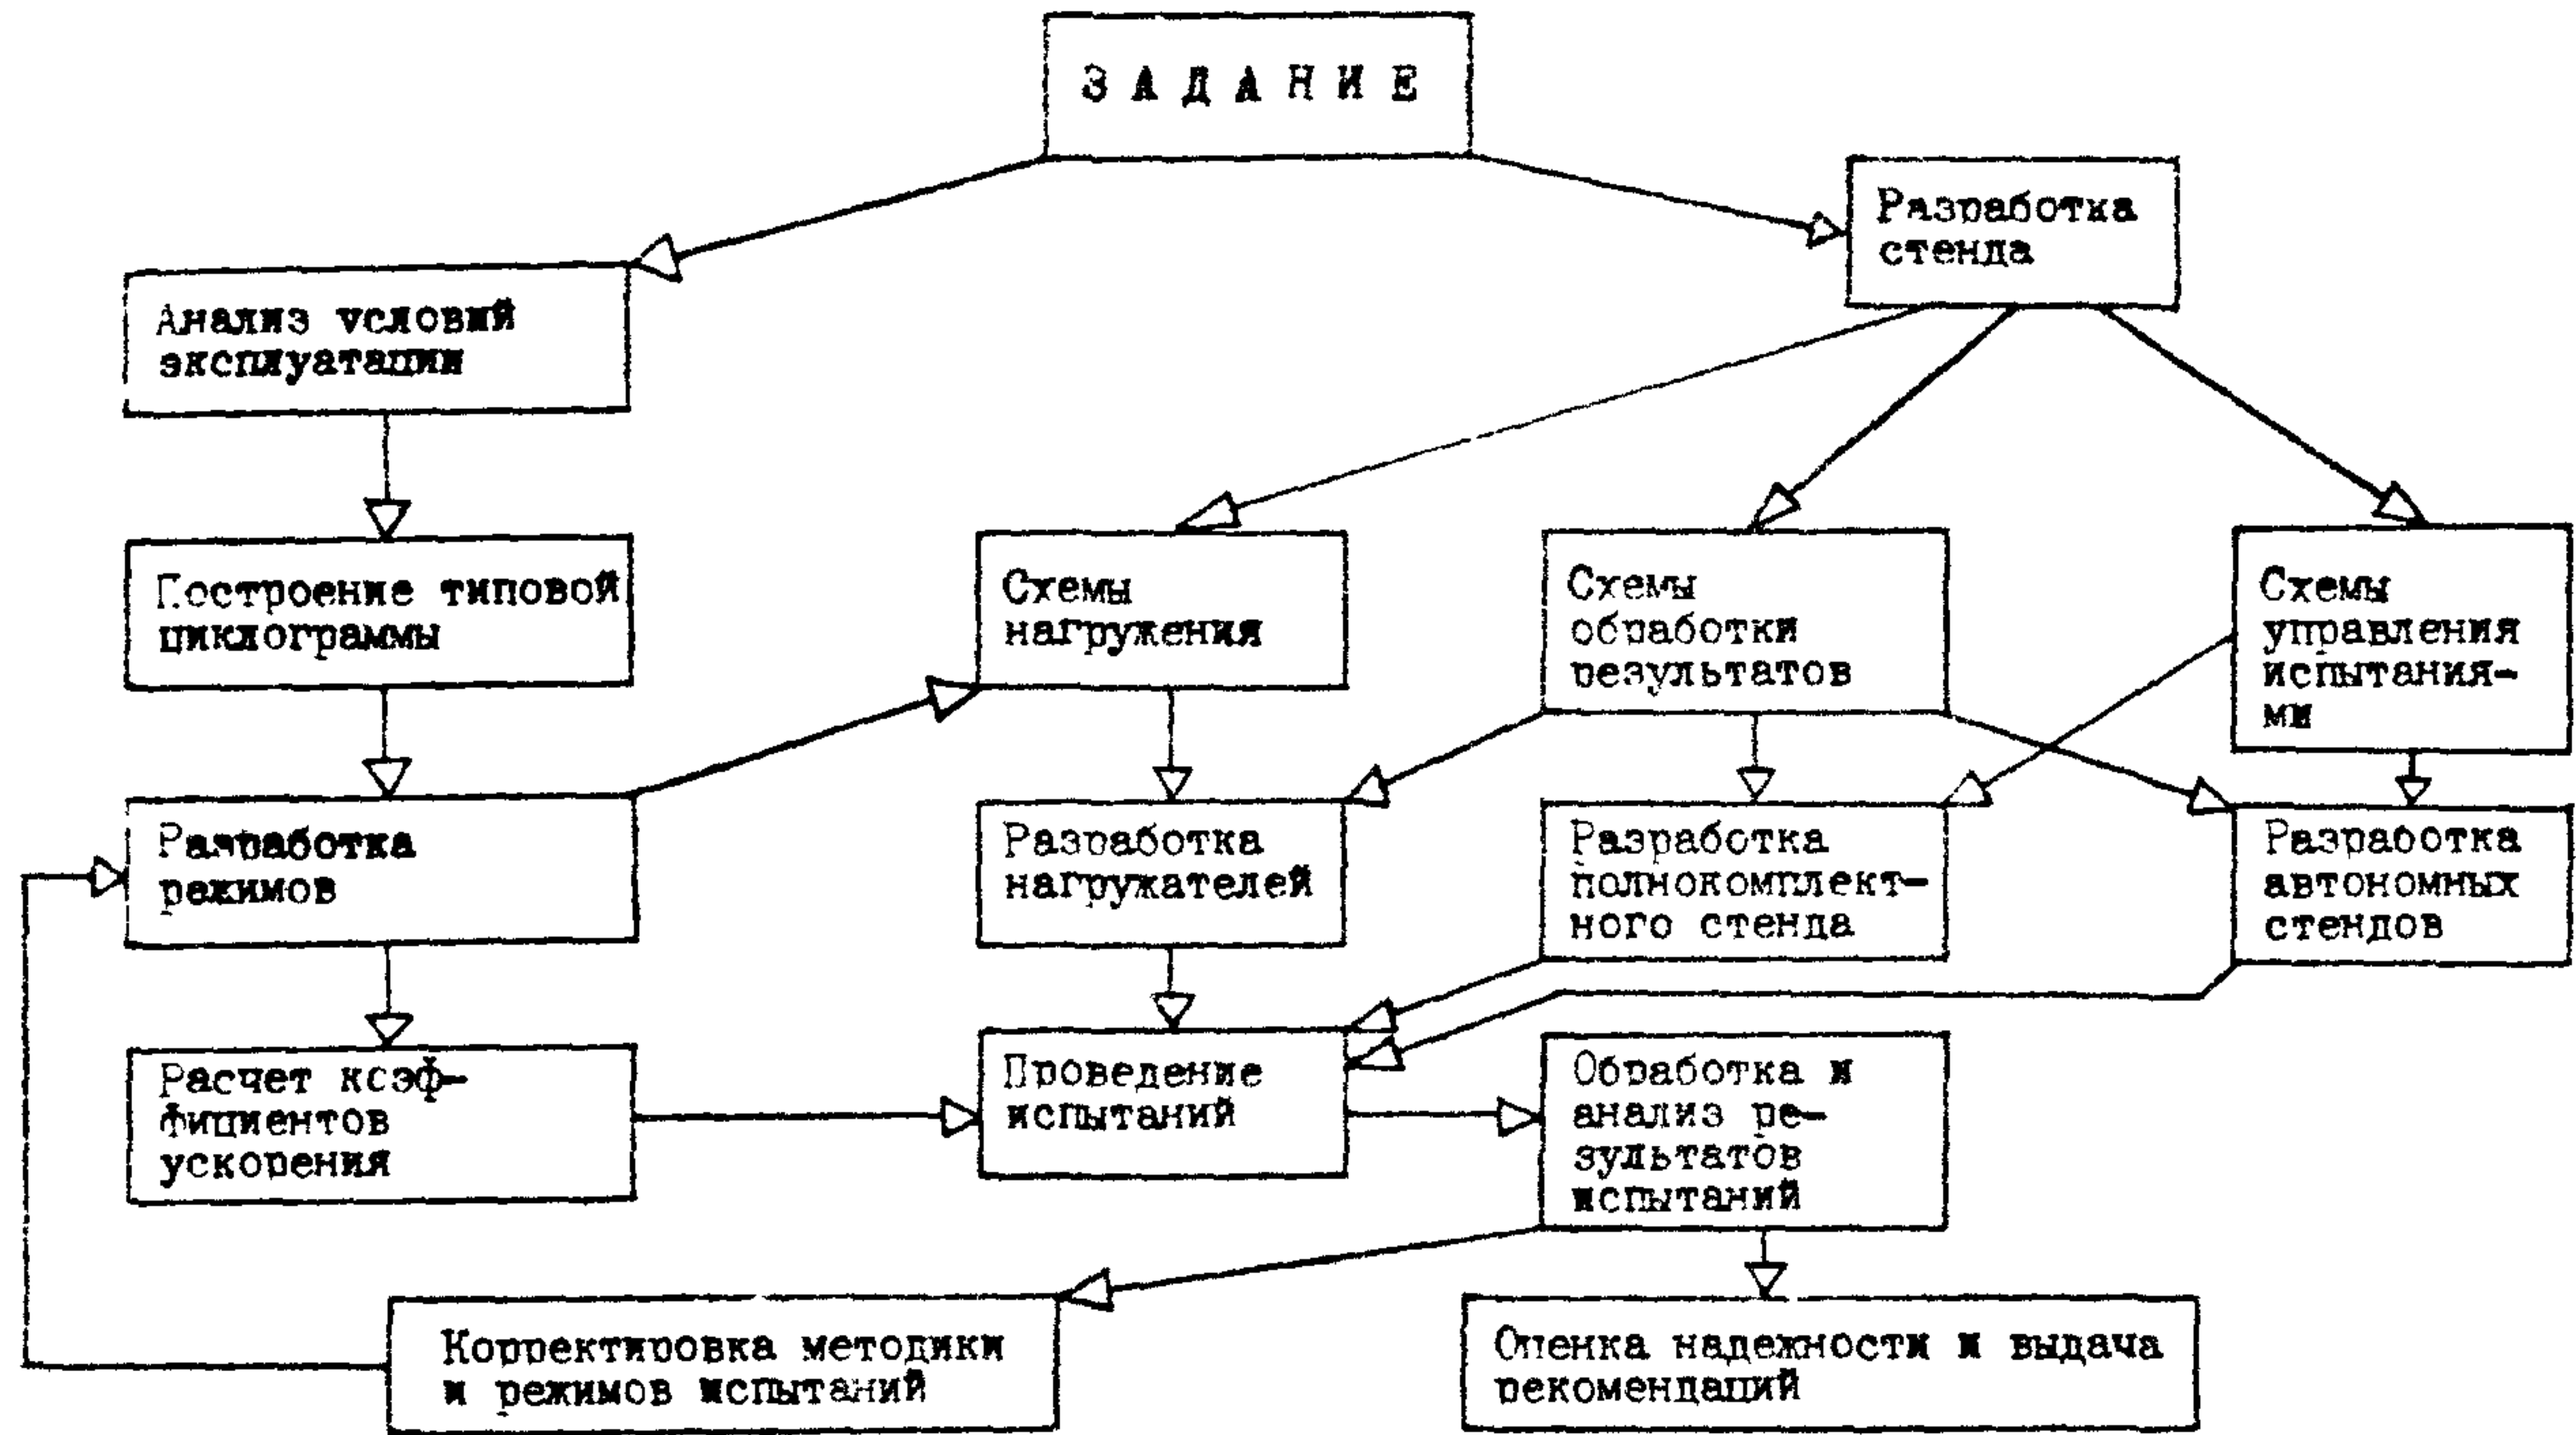 ЗАДАНИЕ
Разработка
стенда
Анализ условий
эксплуатации
Построение типовой
циклограммы
Схемы
нагружения
Схемы
обработки
результатов
Схемы
управления
испытания-
ми
Разработка
режимов
Разработка
нагружателей
Разработка
полнокомплект-
ного стенда
Разработка
автономных
стендов
Расчет коэф-
фициентов
ускорения
Проведение
испытаний
Обработка и
анализ ре-
зультатов
испытаний
Корректировка методики
и режимов испытаний
Оценка надежности и выдача
рекомендаций